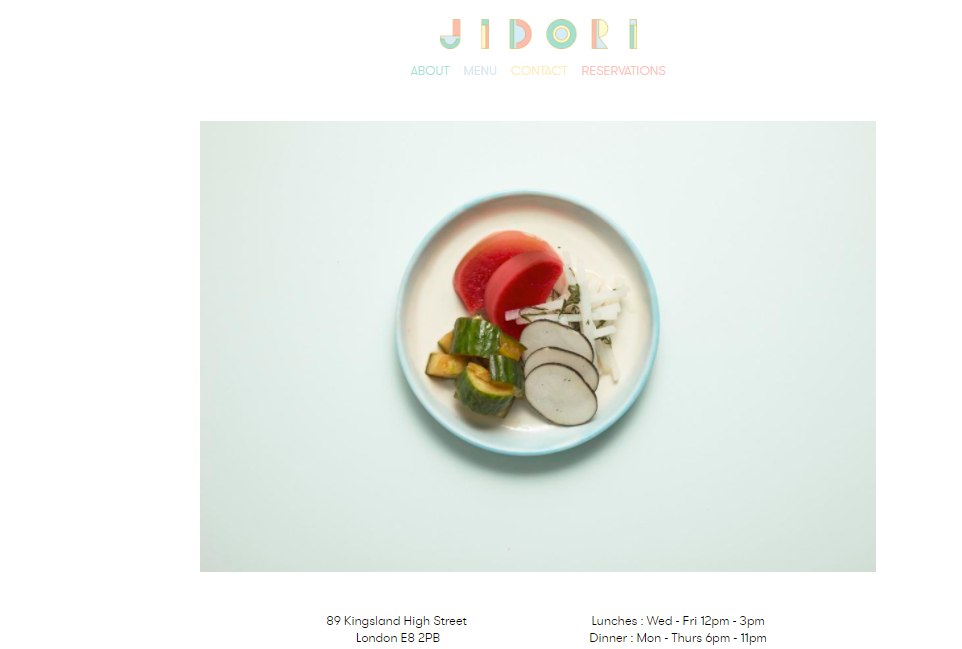 JIDORI
ABOUT MENU CONTACT RESERVATIONS
89 Kingsland High Street
London E8 2PB
Lunches : Wed - Fri 12pm - 3pm
Dinner : Mon - Thurs 6pm - 11pm